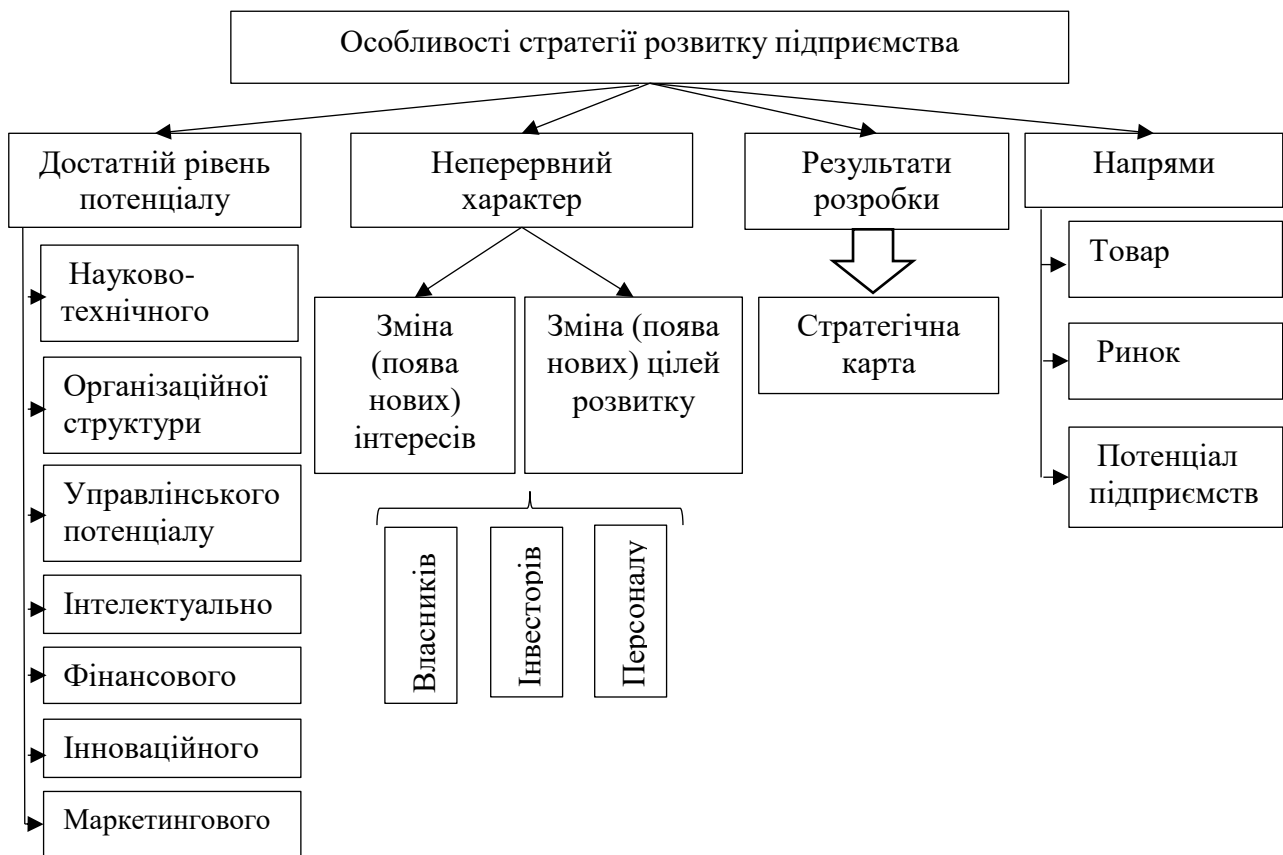 Особливості стратегії розвитку підприємства
Достатній рівень
потенціалу
Неперервний
характер
Результати
розробки
Напрями
Науково-
технічного
Організаційної
структури
Управлінського
потенціалу
Інтелектуально
Фінансового
Інноваційного
Маркетингового
Зміна
(поява
нових)
інтересів
Зміна (поява
нових) цілей
розвитку
Власників
Інвесторів
Персоналу
Стратегічна
карта
Товар
Ринок
Потенціал
підприємств